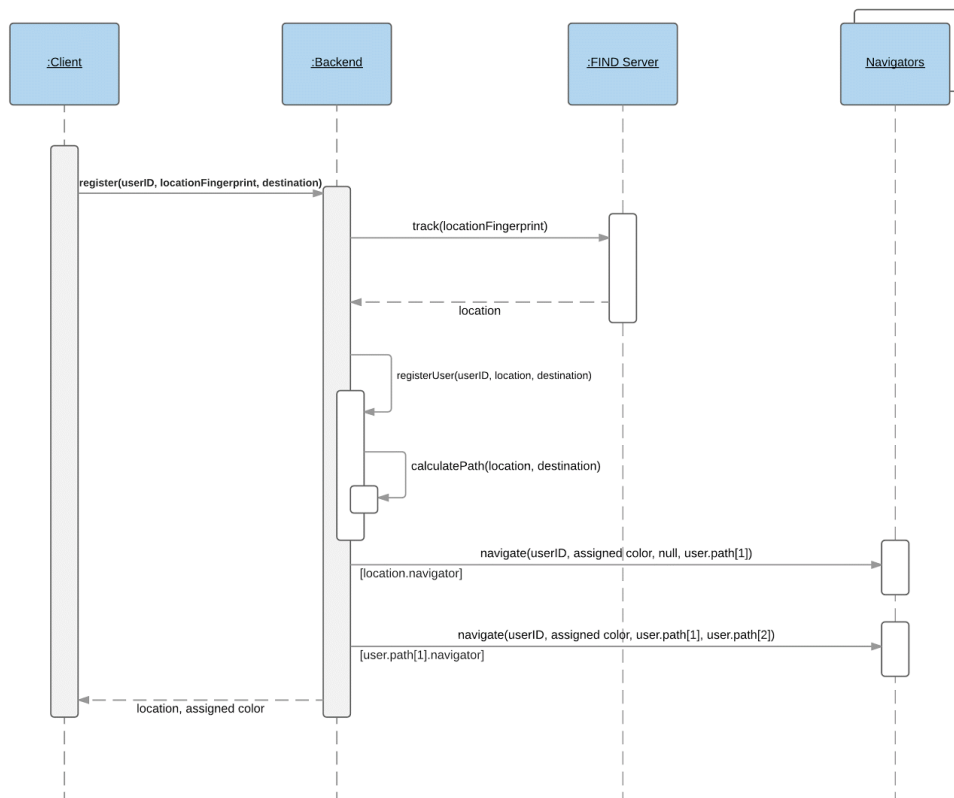 :Client
:Backend
:FIND Server
Navigators
register(userID, locationFingerprint, destination)
track(locationFingerprint)
location
registerUser(userID, location, destination)
calculatePath(location, destination)
navigate(userID, assigned color, null, user.path[1])
[location.navigator]
navigate(userID, assigned color, user.path[1], user.path[2])
[user.path[1].navigator]
location, assigned color